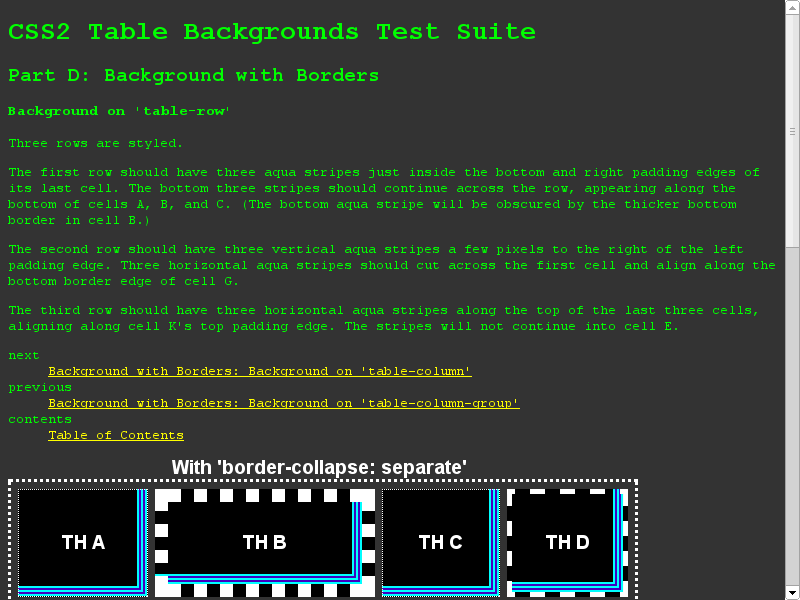 CSS2 Table Backgrounds Test Suite
Part D: Background with Borders
Background on 'table-row'
Three rows are styled.
The first row should have three aqua stripes just inside the bottom and right padding edges of
its last cell. The bottom three stripes should continue across the row, appearing along the
bottom of cells A, B, and C. (The bottom aqua stripe will be obscured by the thicker bottom
border in cell B.)
The second row should have three vertical aqua stripes a few pixels to the right of the left
padding edge. Three horizontal aqua stripes should cut across the first cell and align along the
bottom border edge of cell G.
The third row should have three horizontal aqua stripes along the top of the last three cells,
aligning along cell K's top padding edge. The stripes will not continue into cell E.
next
Background with Borders: Background on 'table-column'
previous
Background with Borders: Background on 'table-column-group'
contents
Table of Contents
With 'border-collapse: separate'
TH A TH B TH C TH D